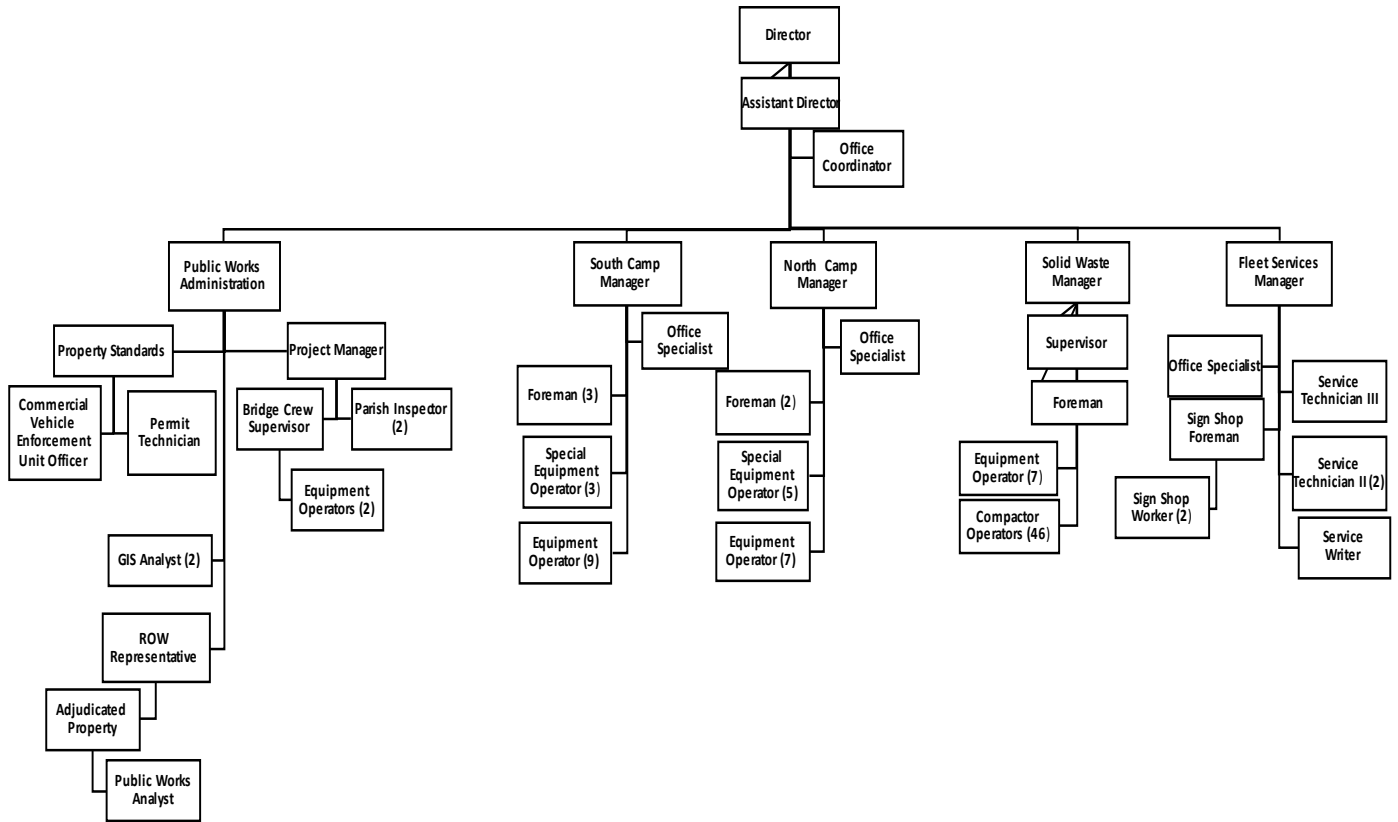 Director
Assistant Director
Office
Coordinator
Public Works
Administration
South Camp
Manager
North Camp
Manager
Solid Waste
Manager
Fleet Services
Manager
Property Standards
Project Manager
Office
Specialist
Office
Specialist
Supervisor
Office Specialist
Service
Technician III
Commercial
Vehicle
Enforcement
Unit Officer
Permit
Technician
Bridge Crew
Supervisor
Parish Inspector
(2)
Foreman (3)
Foreman (2)
Foreman
Sign Shop
Foreman
Equipment
Operators (2)
Special
Equipment
Operator (3)
Special
Equipment
Operator (5)
Equipment
Operator (7)
Service
Technician II (2)
Sign Shop
Worker (2)
Compactor
Operators (46)
GIS Analyst (2)
Equipment
Operator (9)
Equipment
Operator (7)
Service
Writer
ROW
Representative
Adjudicated
Property
Public Works
Analyst